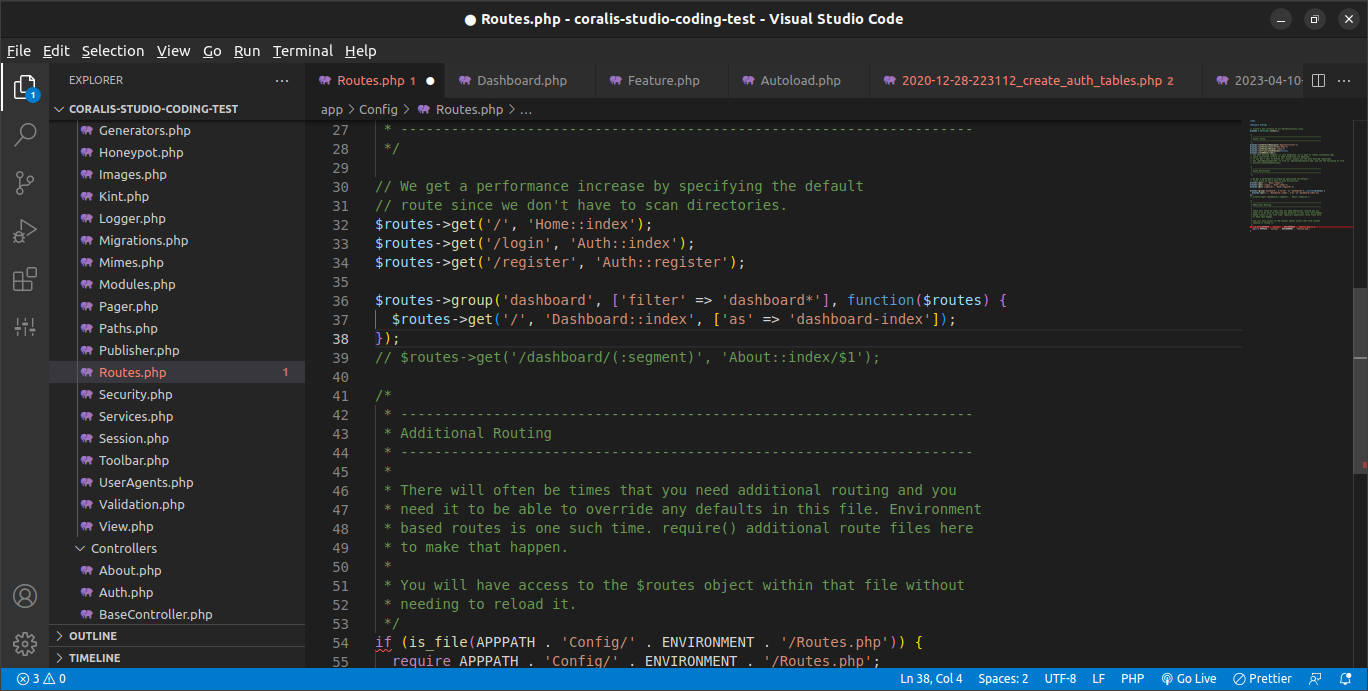 Routes.php - coralis-studio-coding-test - Visual Studio Code
File Edit Selection View Go Run Terminal Help
EXPLORER
Routes.php 1
Dashboard.php
Feature.php
Autoload.php
2020-12-28-223112_create_auth_tables.php 2
2023-04-10-
1
CORALIS-STUDIO-CODING-TEST
app > Config > Routes.php > ...
Generators.php
Honeypot.php
Images.php
Kint.php
Logger.php
Migrations.php
Mimes.php
Modules.php
Pager.php
Paths.php
Publisher.php
Routes.php 1
Security.php
Services.php
Session.php
Toolbar.php
UserAgents.php
Validation.php
View.php
Controllers
About.php
Auth.php
BaseController.php
OUTLINE
TIMELINE
27 * --------------------------------------------------------------------
28 */
29
30 // We get a performance increase by specifying the default
31 // route since we don't have to scan directories.
32 $routes->get('/', 'Home::index');
33 $routes->get('/login', 'Auth::index');
34 $routes->get('/register', 'Auth::register');
35
36 $routes->group('dashboard', ['filter' => 'dashboard*'], function($routes) {
37 $routes->get('/', 'Dashboard::index', ['as' => 'dashboard-index']);
38 });
39 // $routes->get('/dashboard/(:segment)', 'About::index/$1');
40
41 /*
42 * --------------------------------------------------------------------
43 * Additional Routing
44 * --------------------------------------------------------------------
45 *
46 * There will often be times that you need additional routing and you
47 * need it to be able to override any defaults in this file. Environment
48 * based routes is one such time. require() additional route files here
49 * to make that happen.
50 *
51 * You will have access to the $routes object within that file without
52 * needing to reload it.
53 */
54 if (is_file(APPPATH . 'Config/' . ENVIRONMENT . '/Routes.php')) {
55 require APPPATH . 'Config/' . ENVIRONMENT . '/Routes.php';
3 0
Ln 38, Col 4 Spaces: 2 UTF-8 LF PHP Go Live Prettier